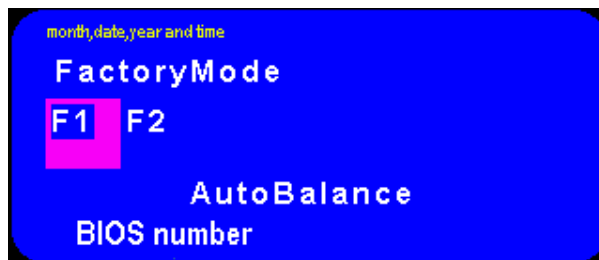 month,date,year and time
FactoryMode
F1 F2
AutoBalance
BIOS number